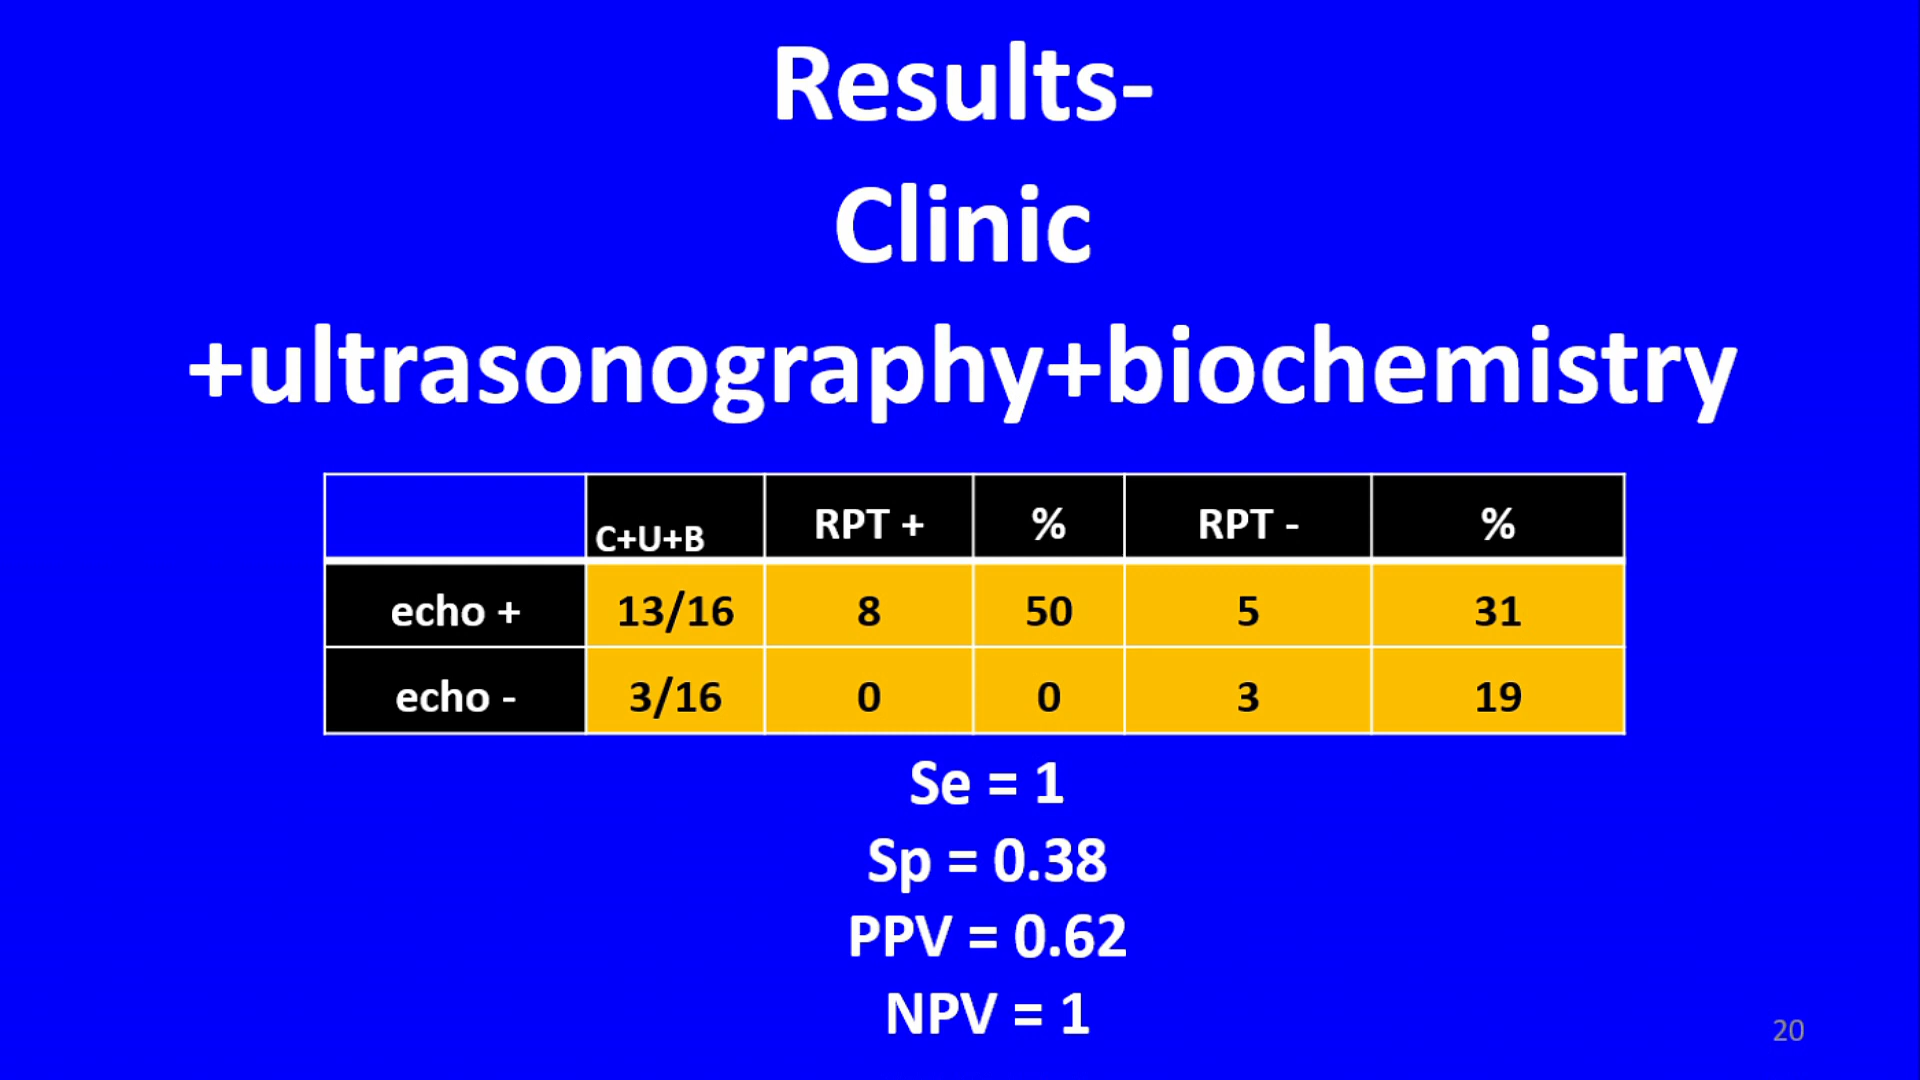 Results-
Clinic
+ultrasonography+biochemistry
C+U+B RPT + % RPT - %
echo + 13/16 8 50 5 31
echo - 3/16 0 0 3 19
Se = 1
Sp = 0.38
PPV = 0.62
NPV = 1
20